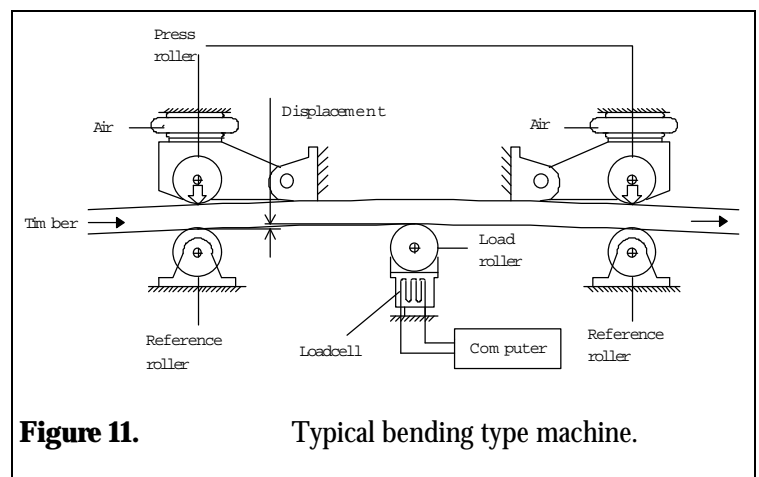 Press
roller
Displacement
Air
Air
Timber
Load
roller
Reference
roller
Loadcell
Computer
Reference
roller
Figure 11. Typical bending type machine.